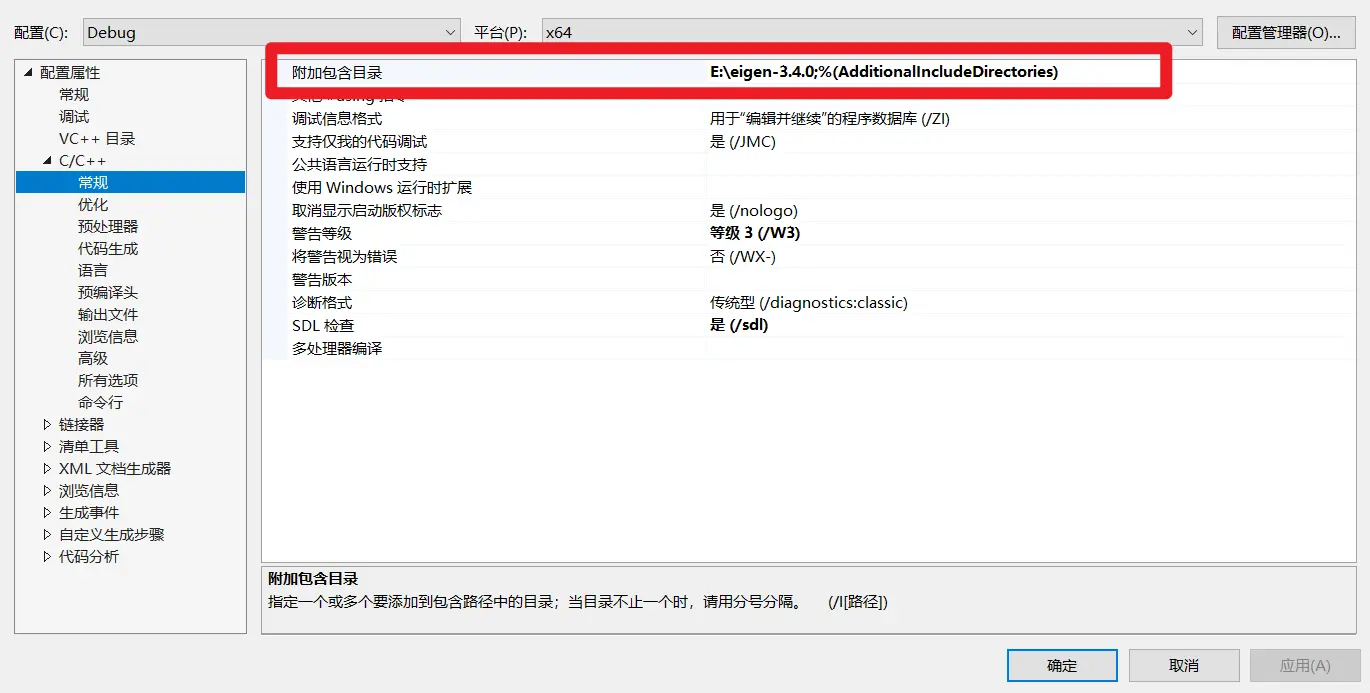 配置(C): Debug 平台(P): x64 配置管理器(O)...
配置属性
常规
调试
VC++ 目录
C/C++
常规
优化
预处理器
代码生成
语言
预编译头
输出文件
浏览信息
高级
所有选项
命令行
链接器
清单工具
XML 文档生成器
浏览信息
生成事件
自定义生成步骤
代码分析
附加包含目录 E:\eigen-3.4.0;%(AdditionalIncludeDirectories)
调试信息格式 用于“编辑并继续”的程序数据库 (/ZI)
支持仅我的代码调试 是 (/JMC)
公共语言运行时支持
使用 Windows 运行时扩展
取消显示启动版权标志 是 (/nologo)
警告等级 等级 3 (/W3)
将警告视为错误 否 (/WX-)
警告版本
诊断格式 传统型 (/diagnostics:classic)
SDL 检查 是 (/sdl)
多处理器编译
附加包含目录
指定一个或多个要添加到包含路径中的目录；当目录不止一个时，请用分号分隔。 (/I[路径])
确定 取消 应用(A)